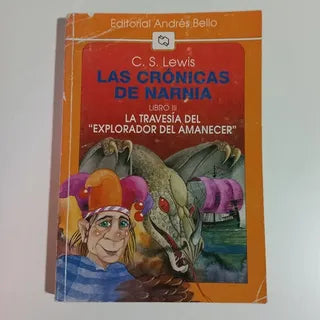 Editorial Andrés Bello
C. S. Lewis
LAS CRÓNICAS
DE NARNIA
LIBRO III
LA TRAVESÍA DEL
"EXPLORADOR DEL AMANECER"